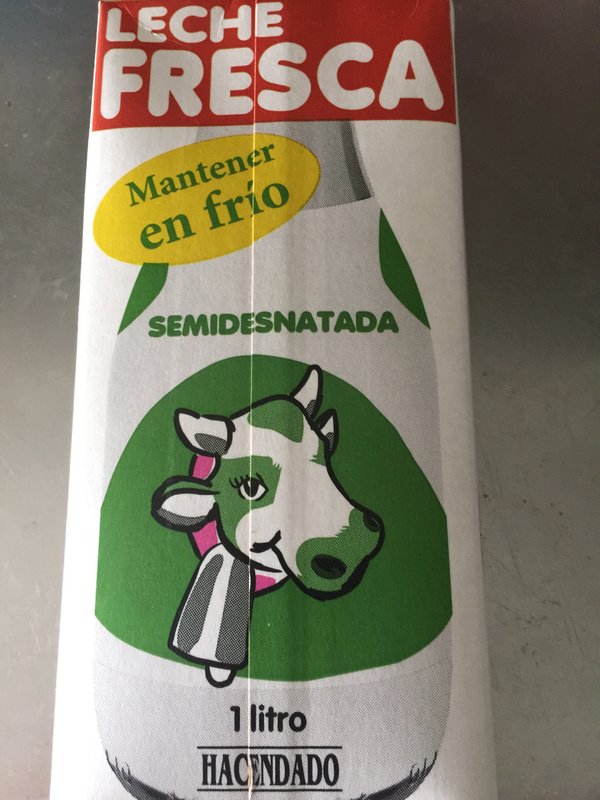 LECHE
FRESCA
Mantener
en frío
SEMIDESNATADA
1 litro
HACENDADO